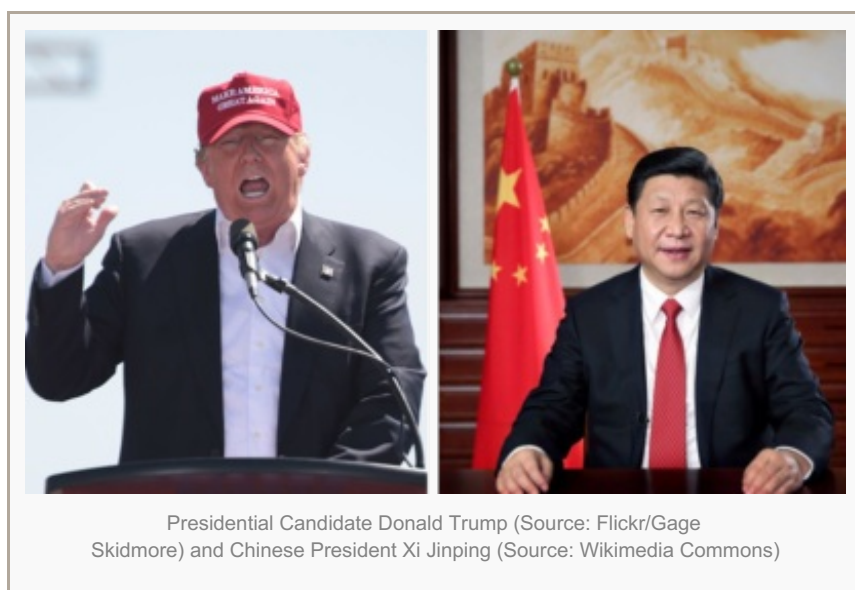 MAKE AMERICA
GREAT AGAIN
Presidential Candidate Donald Trump (Source: Flickr/Gage
Skidmore) and Chinese President Xi Jinping (Source: Wikimedia Commons)